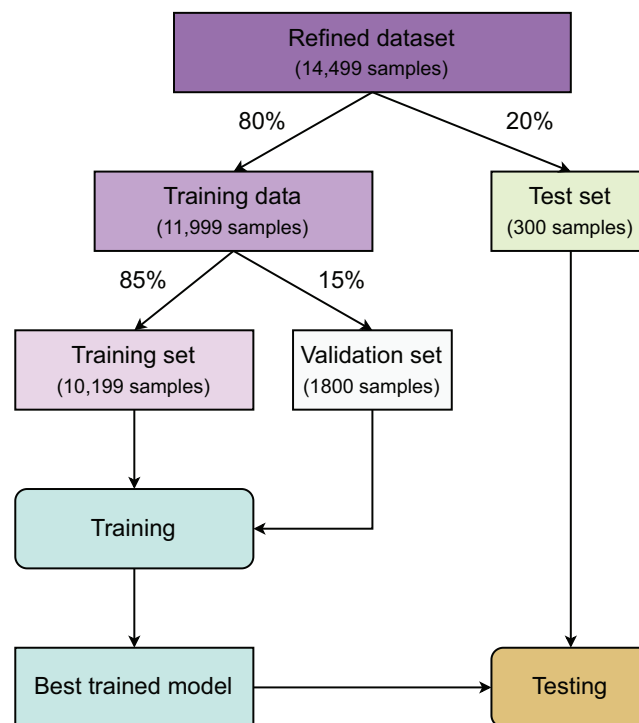 Refined dataset
(14,499 samples)
80%
20%
Training data
(11,999 samples)
Test set
(300 samples)
85%
15%
Training set
(10,199 samples)
Validation set
(1800 samples)
Training
Best trained model
Testing